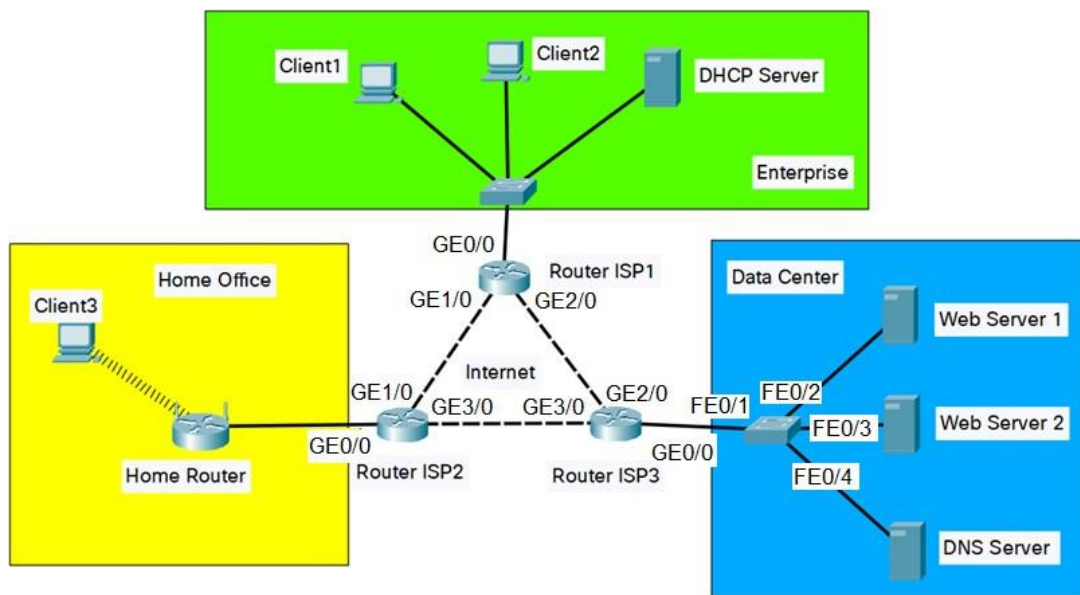 Client1
Client2
DHCP Server
Enterprise
GE0/0
Router ISP1
GE1/0
GE2/0
Home Office
Client3
Home Router
Internet
GE1/0
GE3/0
GE0/0
Router ISP2
GE3/0
GE2/0
Router ISP3
GE0/0
Data Center
FE0/1
FE0/2
FE0/3
FE0/4
Web Server 1
Web Server 2
DNS Server